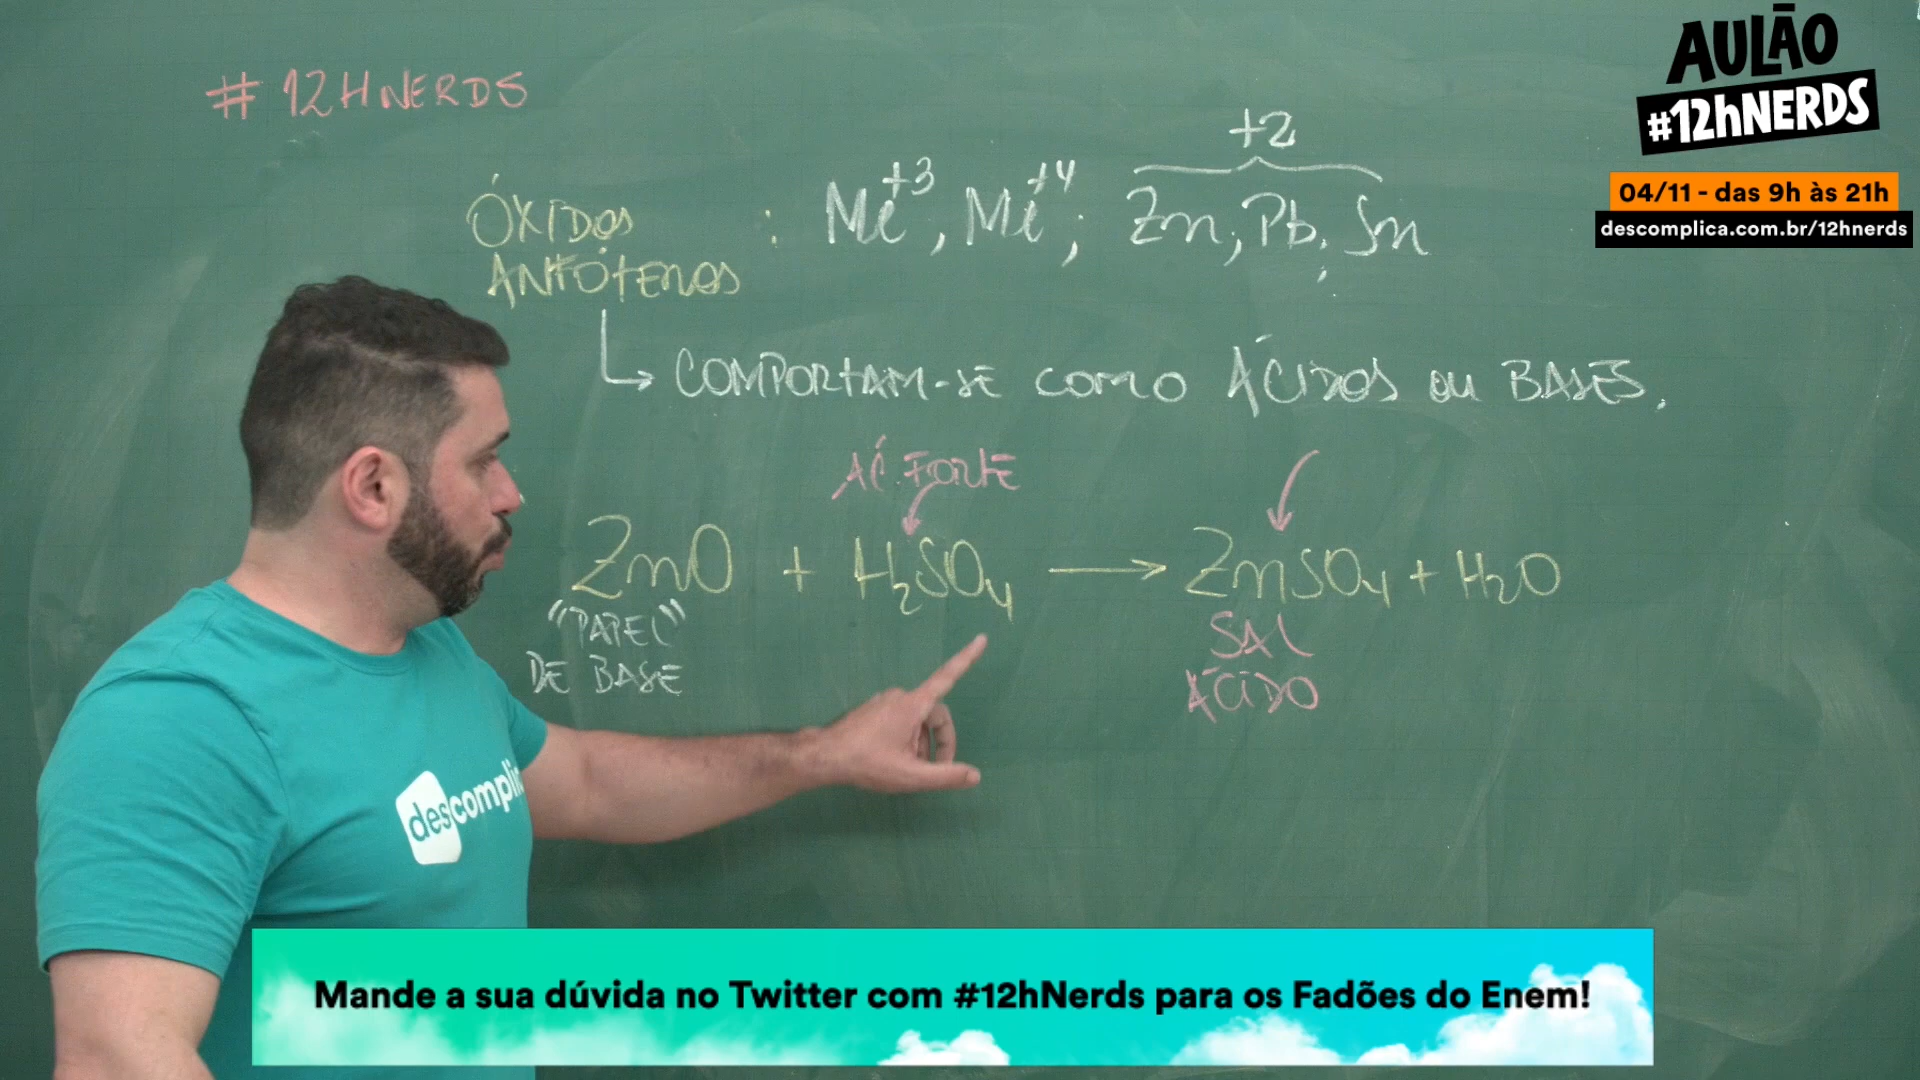 AULÃO
#12hNERDS
04/11 - das 9h às 21h
descomplica.com.br/12hnerds
# 12HNERDS
ÓXIDOS
ANFÓTEROS
: Me+3, Me+4; Zn, Pb, Sn
+2
COMPORTAM-SE COMO ÁCIDOS OU BASES.
ÁC. FORTE
ZnO + H2SO4 → ZnSO4 + H2O
"PAPEL"
DE BASE
SAL
ÁCIDO
descompli
Mande a sua dúvida no Twitter com #12hNerds para os Fadões do Enem!